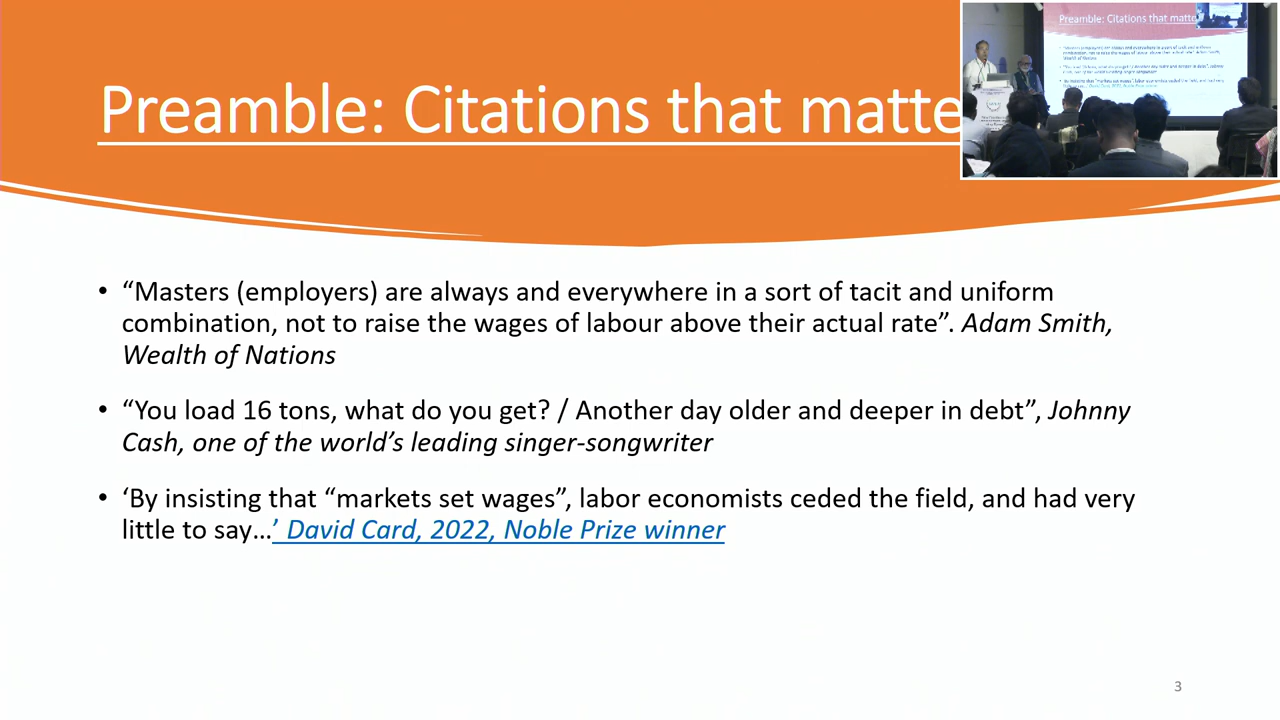 Preamble: Citations that matte
Preamble: Citations that matte
• “Masters (employers) are always and everywhere in a sort of tacit and uniform
combination, not to raise the wages of labour above their actual rate”. Adam Smith,
Wealth of Nations
• “You load 16 tons, what do you get? / Another day older and deeper in debt”, Johnny
Cash, one of the world’s leading singer-songwriter
• ‘By insisting that “markets set wages”, labor economists ceded the field, and had very
little to say…’ David Card, 2022, Noble Prize winner
3